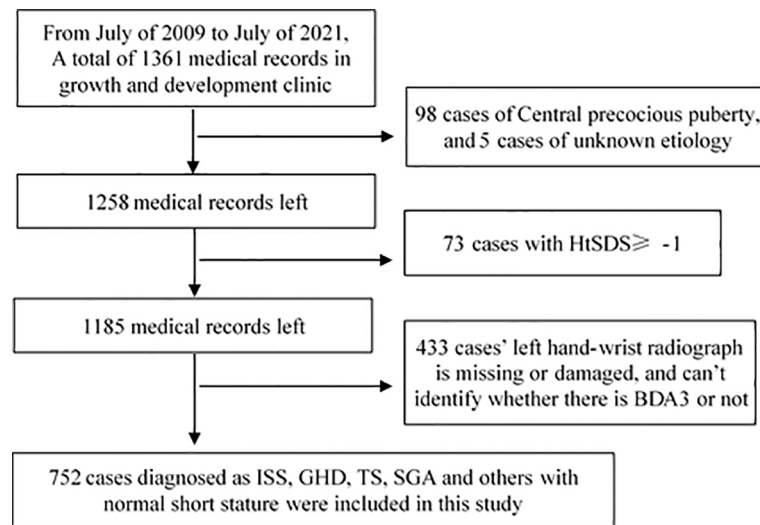 From July of 2009 to July of 2021,
A total of 1361 medical records in
growth and development clinic
98 cases of Central precocious puberty,
and 5 cases of unknown etiology
1258 medical records left
73 cases with HtSDS≥ -1
1185 medical records left
433 cases' left hand-wrist radiograph
is missing or damaged, and can't
identify whether there is BDA3 or not
752 cases diagnosed as ISS, GHD, TS, SGA and others with
normal short stature were included in this study